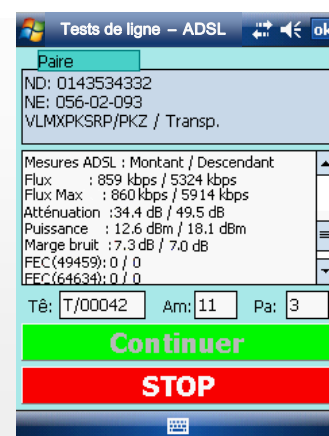 Tests de ligne – ADSL
ok
Paire
ND: 0143534332
NE: 056-02-093
VLMXPKSRP/PKZ / Transp.
Mesures ADSL : Montant / Descendant
Flux : 859 kbps / 5324 kbps
Flux Max : 860 kbps / 5914 kbps
Atténuation :34.4 dB / 49.5 dB
Puissance : 12.6 dBm / 18.1 dBm
Marge bruit :7.3 dB / 7.0 dB
FEC(49459): 0 / 0
FEC(64634): 0 / 0
Tê: T/00042 Am: 11 Pa: 3
Continuer
STOP